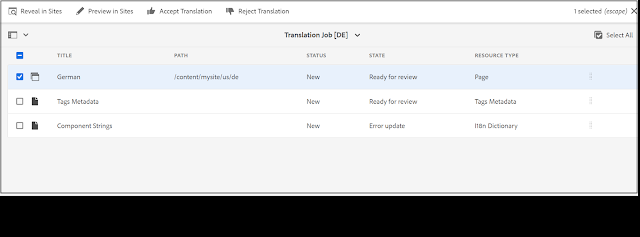 Reveal in Sites Preview in Sites Accept Translation Reject Translation 1 selected (escape)
Translation Job [DE] Select All
TITLE PATH STATUS STATE RESOURCE TYPE
German /content/mysite/us/de New Ready for review Page
Tags Metadata New Ready for review Tags Metadata
Component Strings New Error update I18n Dictionary